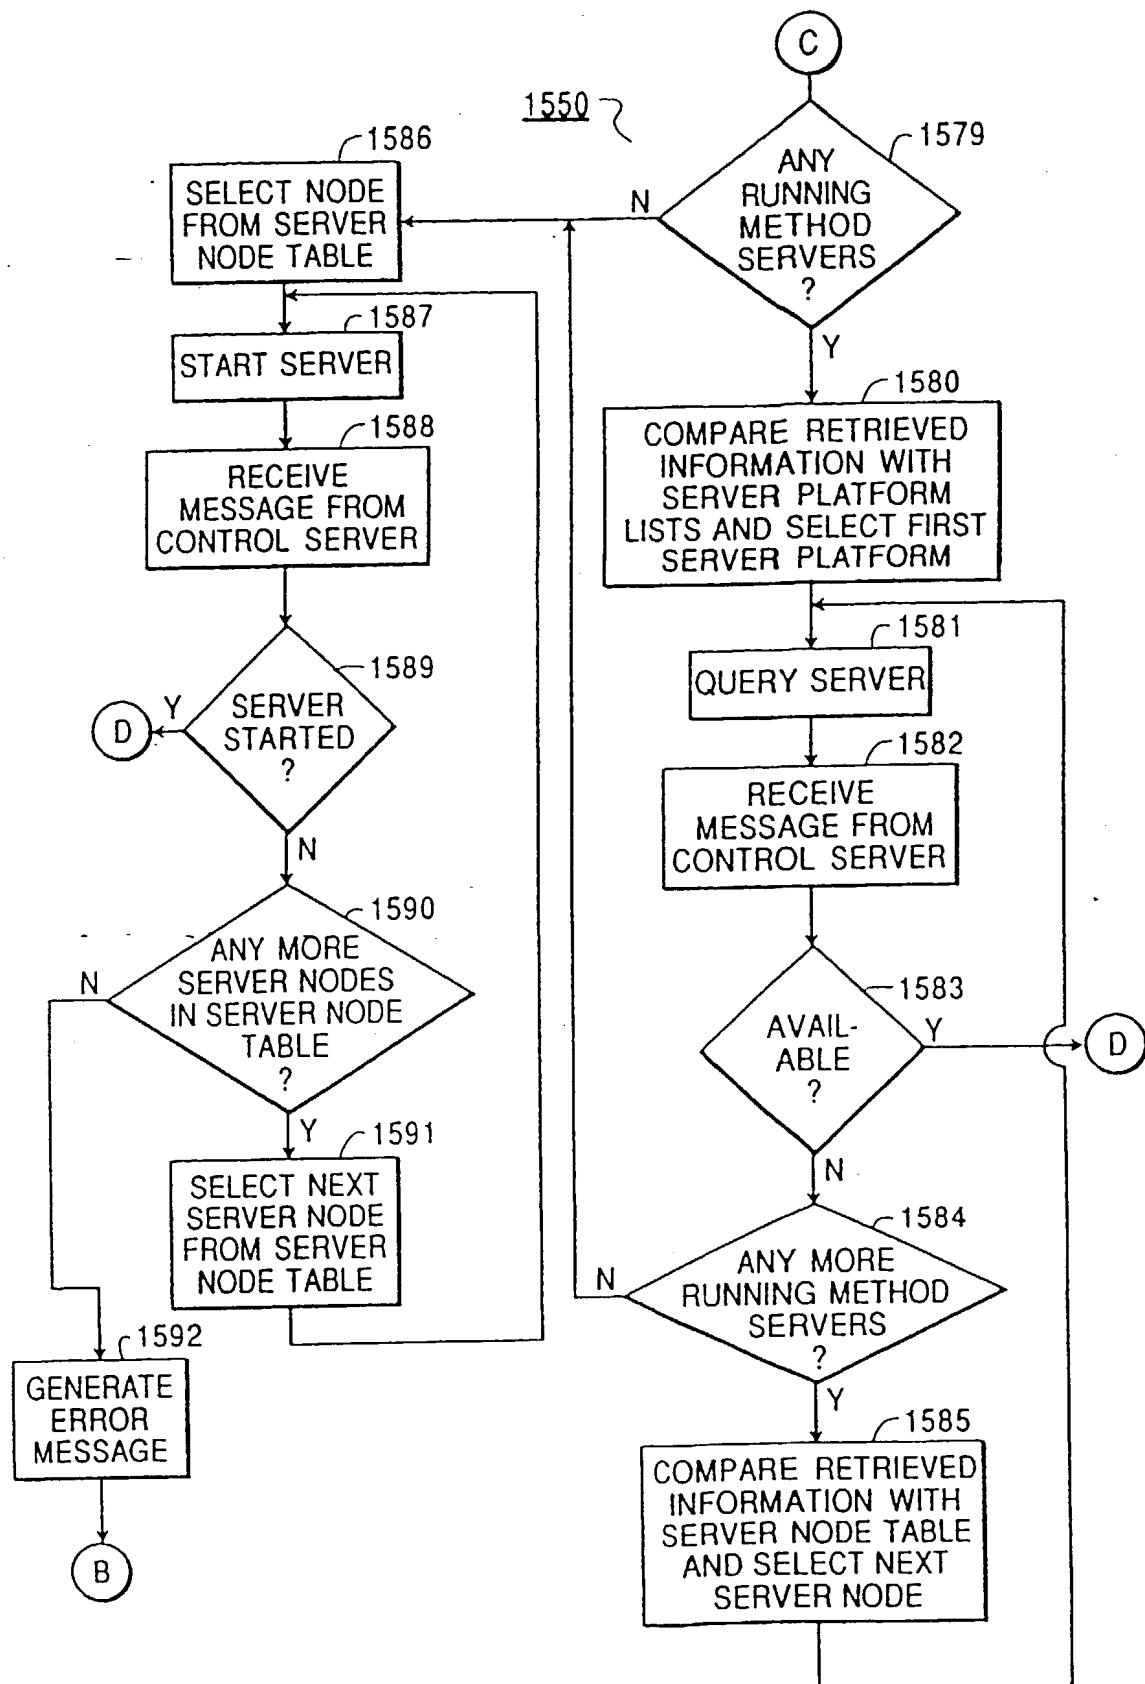 C
1550
1579
ANY
RUNNING
METHOD
SERVERS
?
N
Y
1586
SELECT NODE
FROM SERVER
NODE TABLE
1587
START SERVER
1588
RECEIVE
MESSAGE FROM
CONTROL SERVER
1589
SERVER
STARTED
?
Y
D
N
1590
ANY MORE
SERVER NODES
IN SERVER NODE
TABLE
?
N
Y
1591
SELECT NEXT
SERVER NODE
FROM SERVER
NODE TABLE
1592
GENERATE
ERROR
MESSAGE
B
1580
COMPARE RETRIEVED
INFORMATION WITH
SERVER PLATFORM
LISTS AND SELECT FIRST
SERVER PLATFORM
1581
QUERY SERVER
1582
RECEIVE
MESSAGE FROM
CONTROL SERVER
1583
AVAIL-
ABLE
?
Y
D
N
1584
ANY MORE
RUNNING METHOD
SERVERS
?
N
Y
1585
COMPARE RETRIEVED
INFORMATION WITH
SERVER NODE TABLE
AND SELECT NEXT
SERVER NODE